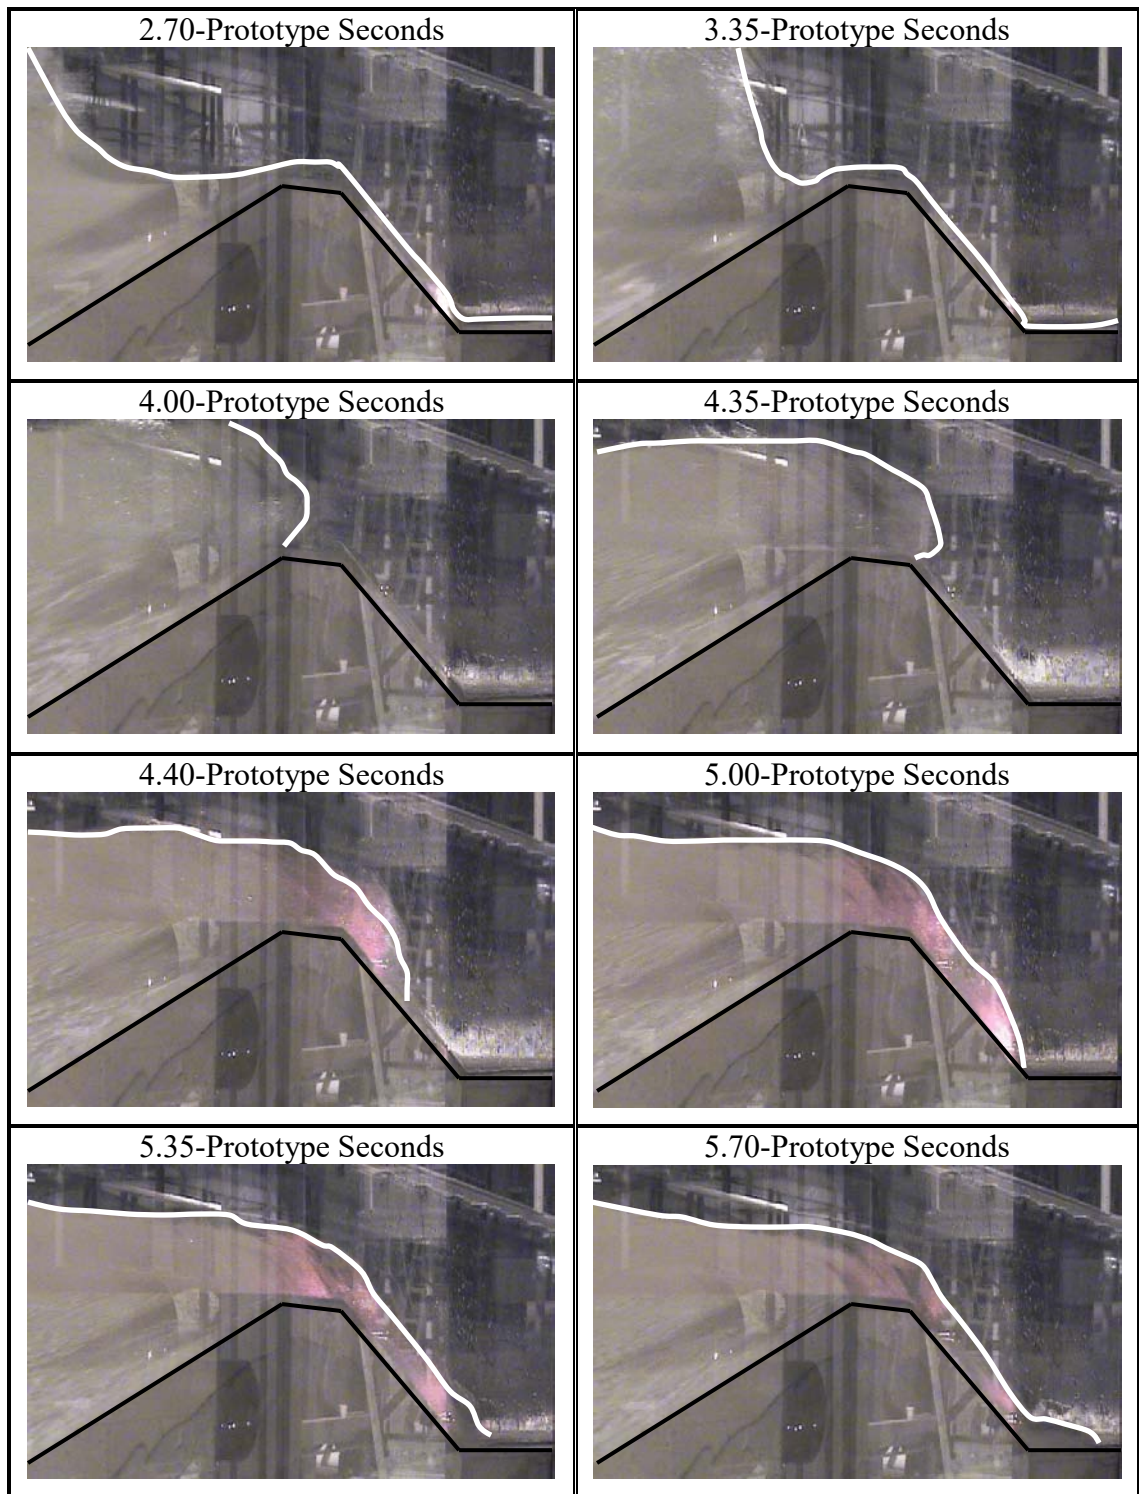 2.70-Prototype Seconds
3.35-Prototype Seconds
4.00-Prototype Seconds
4.35-Prototype Seconds
4.40-Prototype Seconds
5.00-Prototype Seconds
5.35-Prototype Seconds
5.70-Prototype Seconds